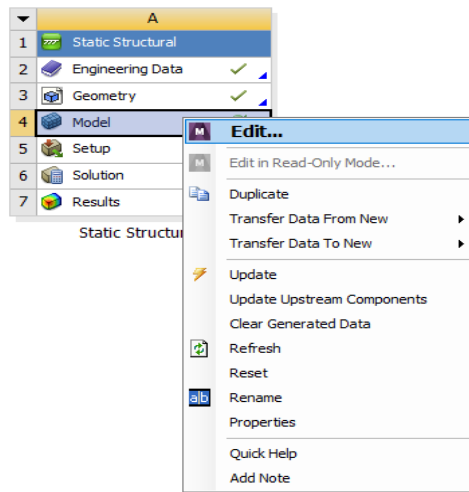 A
1 Static Structural
2 Engineering Data
3 Geometry
4 Model
5 Setup
6 Solution
7 Results
Static Structu
M Edit...
M Edit in Read-Only Mode...
Duplicate
Transfer Data From New
Transfer Data To New
Update
Update Upstream Components
Clear Generated Data
Refresh
Reset
a|b Rename
Properties
Quick Help
Add Note